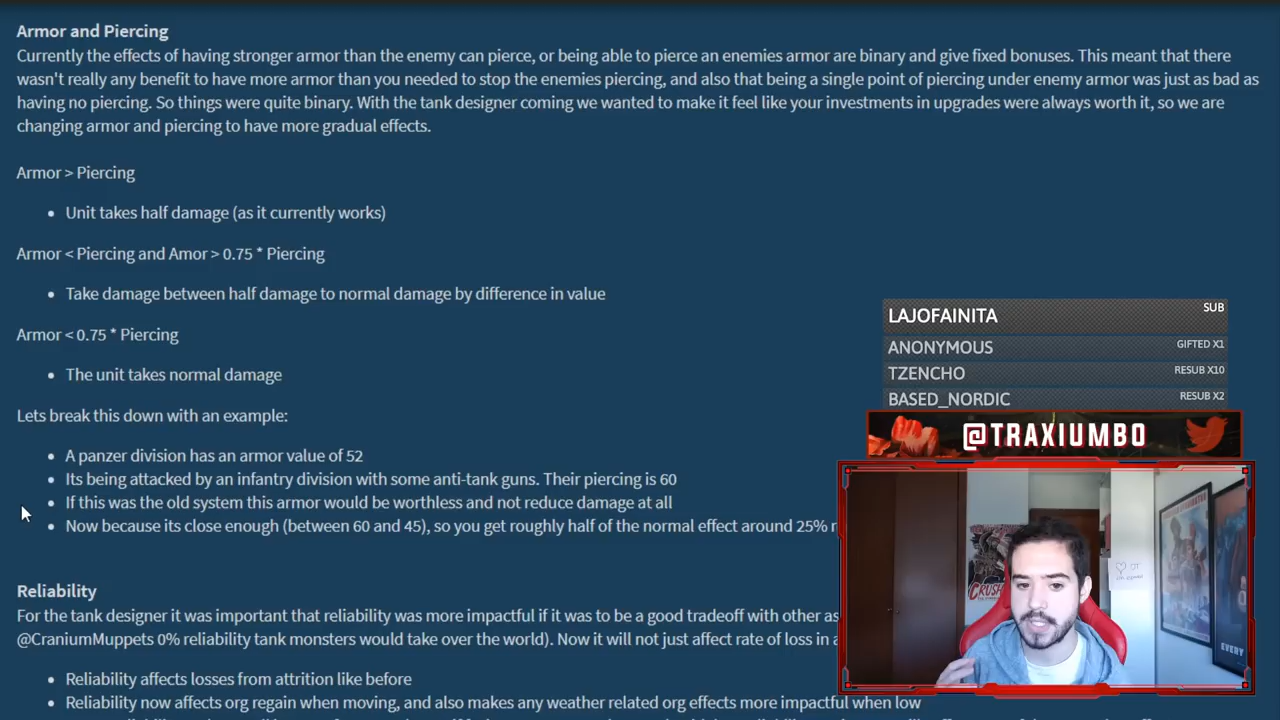 Armor and Piercing
Currently the effects of having stronger armor than the enemy can pierce, or being able to pierce an enemies armor are binary and give fixed bonuses. This meant that there
wasn't really any benefit to have more armor than you needed to stop the enemies piercing, and also that being a single point of piercing under enemy armor was just as bad as
having no piercing. So things were quite binary. With the tank designer coming we wanted to make it feel like your investments in upgrades were always worth it, so we are
changing armor and piercing to have more gradual effects.
Armor > Piercing
• Unit takes half damage (as it currently works)
Armor < Piercing and Amor > 0.75 * Piercing
• Take damage between half damage to normal damage by difference in value
Armor < 0.75 * Piercing
• The unit takes normal damage
Lets break this down with an example:
• A panzer division has an armor value of 52
• Its being attacked by an infantry division with some anti-tank guns. Their piercing is 60
• If this was the old system this armor would be worthless and not reduce damage at all
• Now because its close enough (between 60 and 45), so you get roughly half of the normal effect around 25% r
Reliability
For the tank designer it was important that reliability was more impactful if it was to be a good tradeoff with other as
@CraniumMuppets 0% reliability tank monsters would take over the world). Now it will not just affect rate of loss in a
• Reliability affects losses from attrition like before
• Reliability now affects org regain when moving, and also makes any weather related org effects more impactful when low
LAJOFAINITA SUB
ANONYMOUS GIFTED X1
TZENCHO RESUB X10
BASED_NORDIC RESUB X2
@TRAXIUMBO
CRUSH
EVERY